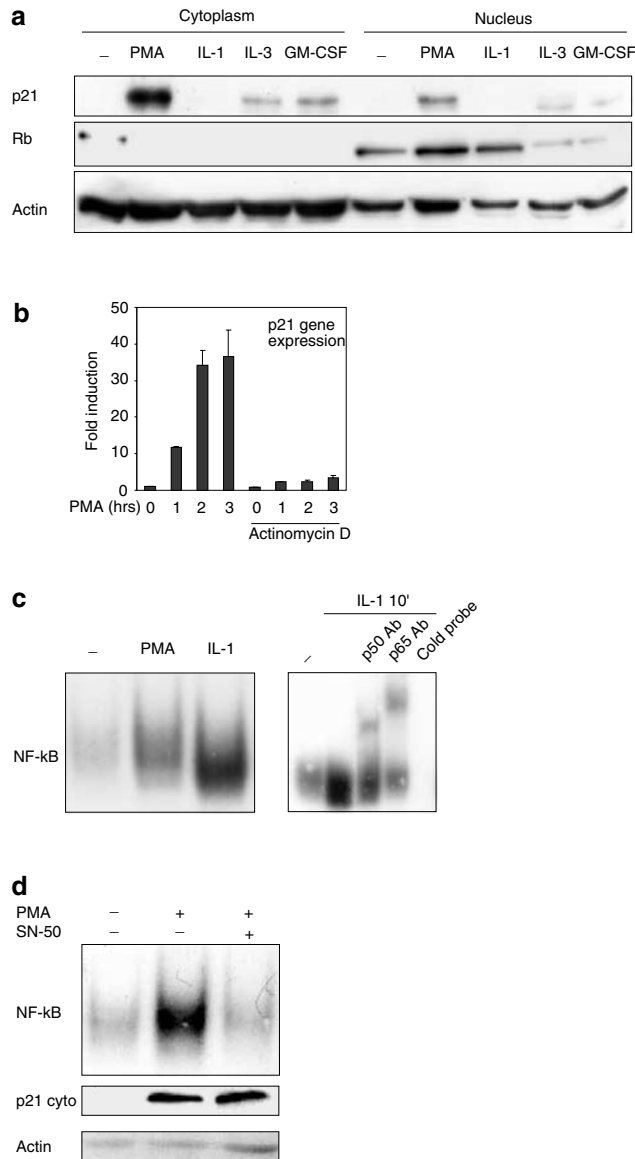 a
Cytoplasm Nucleus
– PMA IL-1 IL-3 GM-CSF – PMA IL-1 IL-3 GM-CSF
p21
Rb
Actin
b
p21 gene
expression
Fold induction
50
40
30
20
10
0
PMA (hrs) 0 1 2 3 0 1 2 3
Actinomycin D
c
IL-1 10'
– PMA IL-1
– p50 Ab p65 Ab Cold probe
NF-kB
d
PMA – + +
SN-50 – – +
NF-kB
p21 cyto
Actin